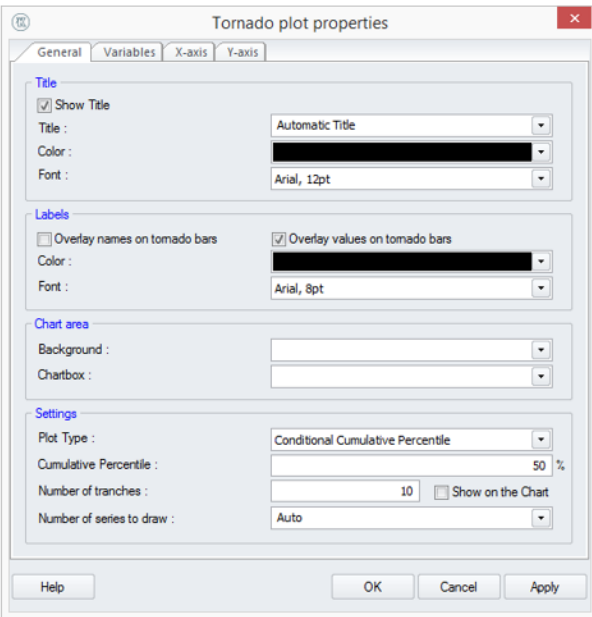 Tornado plot properties
General Variables X-axis Y-axis
Title
Show Title
Title : Automatic Title
Color :
Font : Arial, 12pt
Labels
Overlay names on tornado bars Overlay values on tornado bars
Color :
Font : Arial, 8pt
Chart area
Background :
Chartbox :
Settings
Plot Type : Conditional Cumulative Percentile
Cumulative Percentile : 50 %
Number of tranches : 10 Show on the Chart
Number of series to draw : Auto
Help OK Cancel Apply